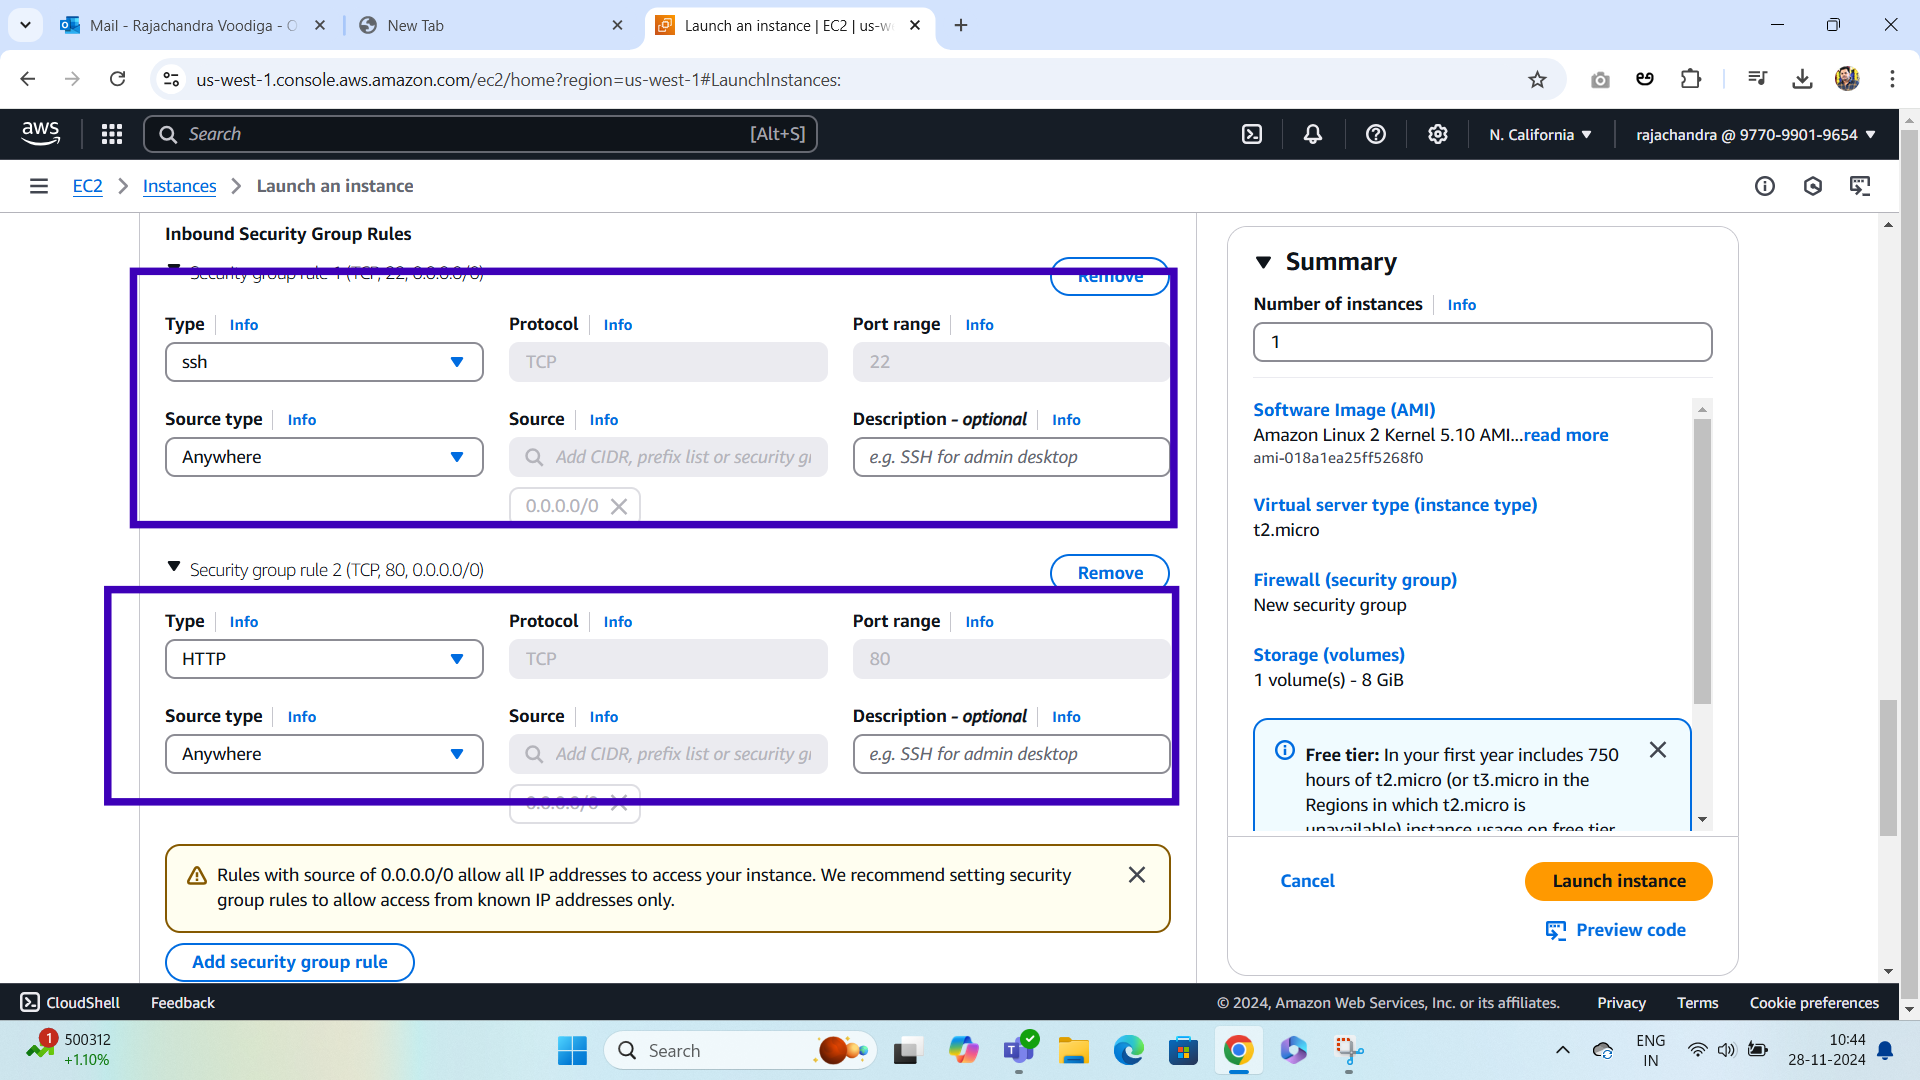 Mail - Rajachandra Voodiga - O
New Tab
Launch an instance | EC2 | us-we
us-west-1.console.aws.amazon.com/ec2/home?region=us-west-1#LaunchInstances:
aws
Search
[Alt+S]
N. California
rajachandra @ 9770-9901-9654
EC2
Instances
Launch an instance
Inbound Security Group Rules
Security group rule 1 (TCP, 22, 0.0.0.0/0)
Remove
Type Info
Protocol Info
Port range Info
ssh
TCP
22
Source type Info
Source Info
Description - optional Info
Anywhere
Add CIDR, prefix list or security gr
e.g. SSH for admin desktop
0.0.0.0/0
Security group rule 2 (TCP, 80, 0.0.0.0/0)
Remove
Type Info
Protocol Info
Port range Info
HTTP
TCP
80
Source type Info
Source Info
Description - optional Info
Anywhere
Add CIDR, prefix list or security gr
e.g. SSH for admin desktop
0.0.0.0/0
Rules with source of 0.0.0.0/0 allow all IP addresses to access your instance. We recommend setting security
group rules to allow access from known IP addresses only.
Add security group rule
Summary
Number of instances Info
1
Software Image (AMI)
Amazon Linux 2 Kernel 5.10 AMI...read more
ami-018a1ea25ff5268f0
Virtual server type (instance type)
t2.micro
Firewall (security group)
New security group
Storage (volumes)
1 volume(s) - 8 GiB
Free tier: In your first year includes 750
hours of t2.micro (or t3.micro in the
Regions in which t2.micro is
unavailable) instance usage on free tier
Cancel
Launch instance
Preview code
CloudShell
Feedback
© 2024, Amazon Web Services, Inc. or its affiliates.
Privacy
Terms
Cookie preferences
1
500312
+1.10%
Search
ENG
IN
10:44
28-11-2024